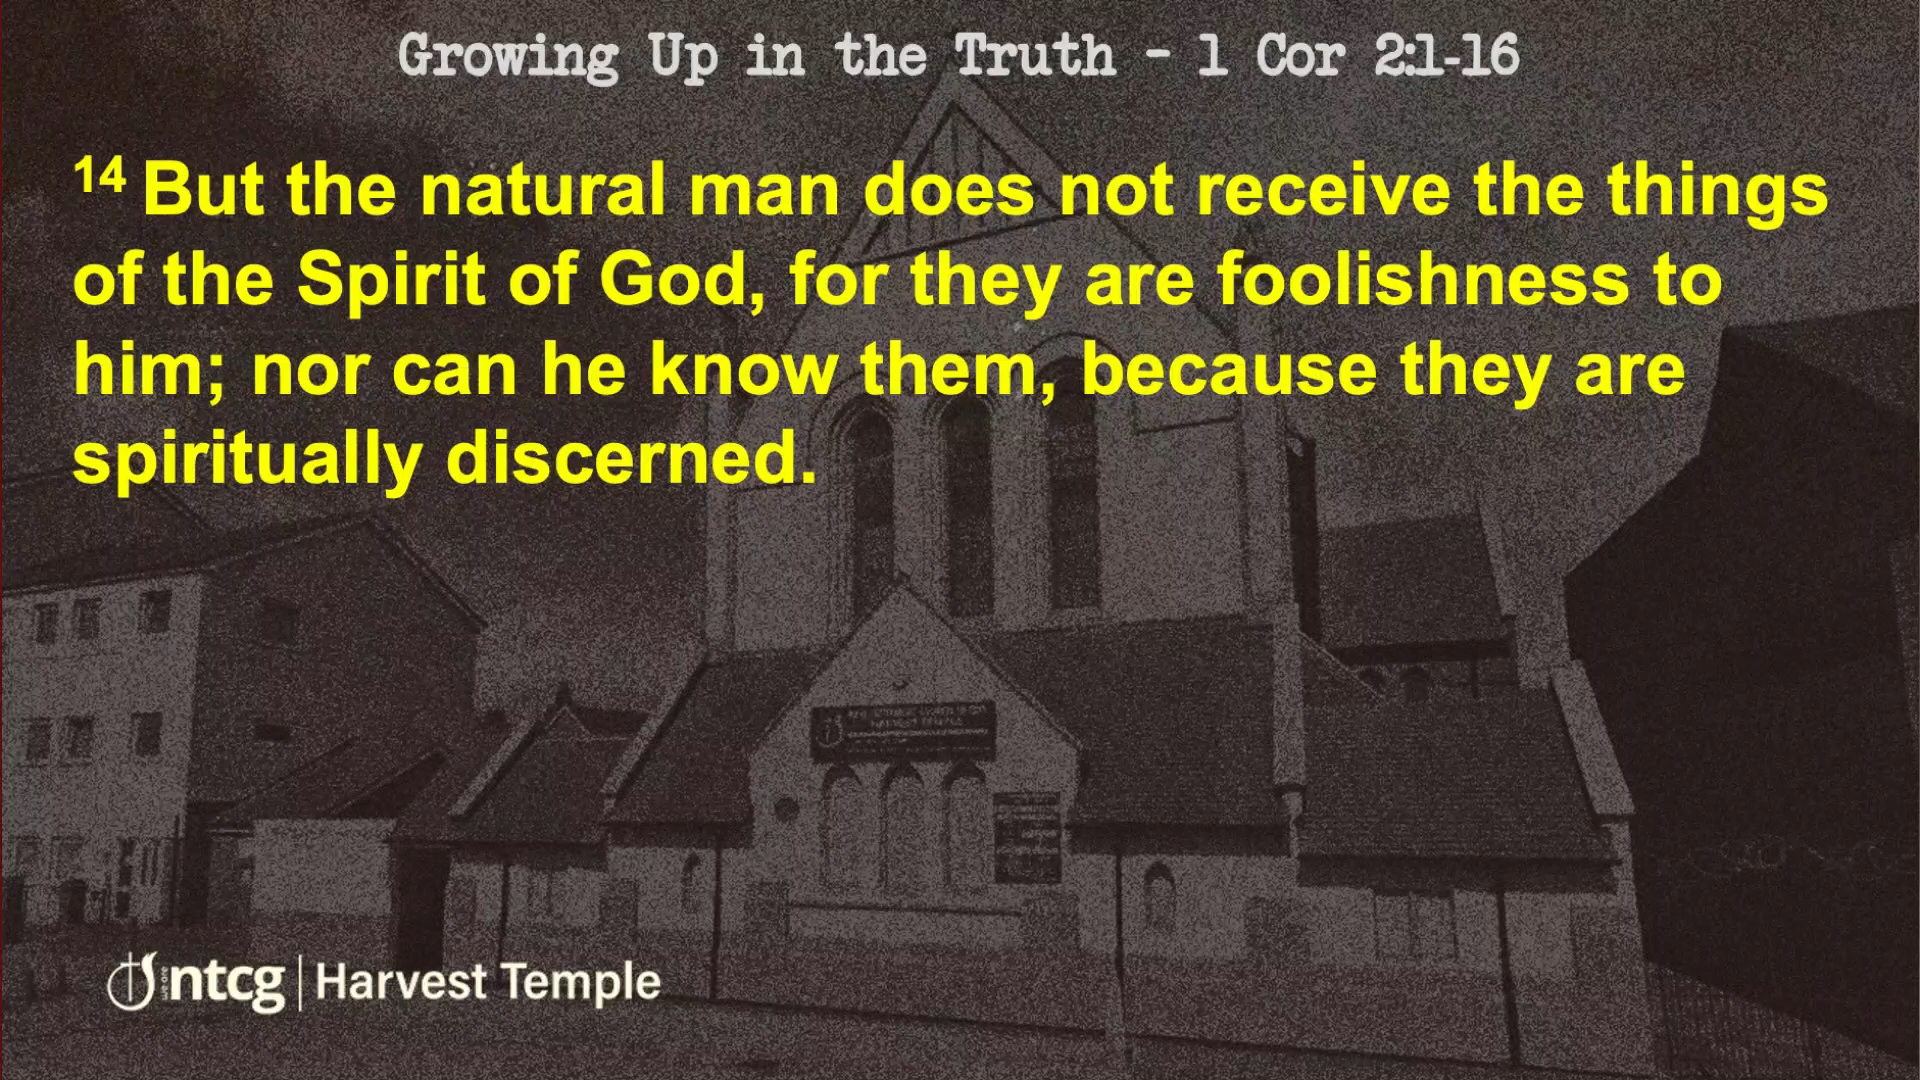 Growing Up in the Truth - 1 Cor 2:1-16
14 But the natural man does not receive the things
of the Spirit of God, for they are foolishness to
him; nor can he know them, because they are
spiritually discerned.
we are ntcg | Harvest Temple